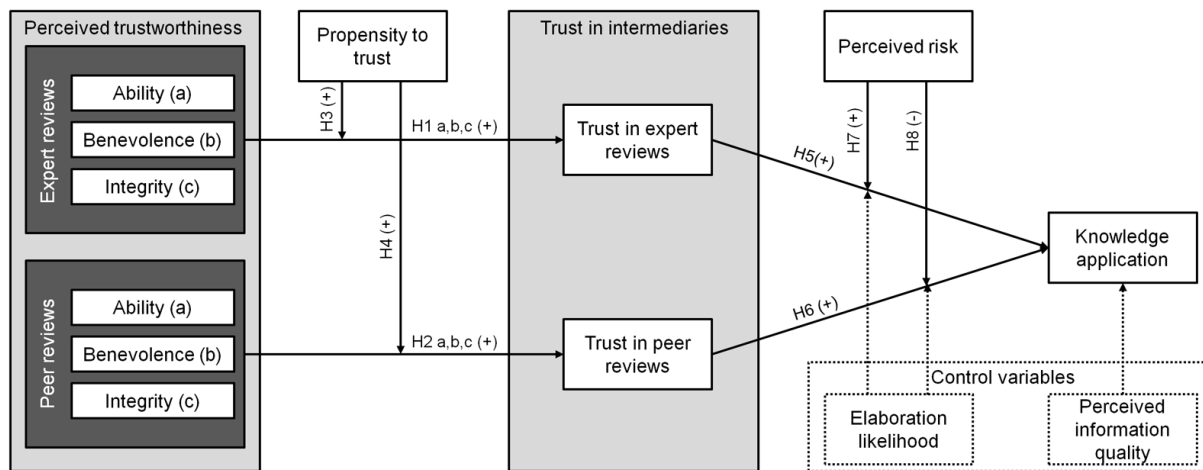 Perceived trustworthiness
Expert reviews
Ability (a)
Benevolence (b)
Integrity (c)
Peer reviews
Ability (a)
Benevolence (b)
Integrity (c)
Propensity to
trust
H3 (+)
H4 (+)
H1 a,b,c (+)
H2 a,b,c (+)
Trust in intermediaries
Trust in expert
reviews
Trust in peer
reviews
Perceived risk
H7 (+)
H8 (-)
H5(+)
H6 (+)
Knowledge
application
Control variables
Elaboration
likelihood
Perceived
information
quality